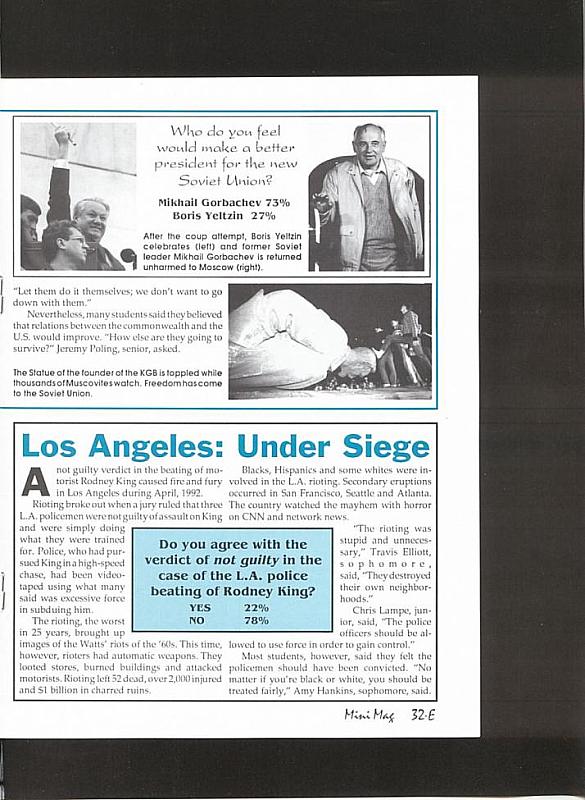 Who do you feel
would make a better
president for the new
Soviet Union?
Mikhail Gorbachev 73%
Boris Yeltzin 27%
After the coup attempt, Boris Yeltzin
celebrates (left) and former Soviet
leader Mikhail Gorbachev is returned
unharmed to Moscow (right).
"Let them do it themselves; we don't want to go
down with them."
Nevertheless, many students said they believed
that relations between the commonwealth and the
U.S. would improve. "How else are they going to
survive?" Jeremy Poling, senior, asked.
The Statue of the founder of the KGB is toppled while
thousands of Muscovites watch. Freedom has come
to the Soviet Union.
Los Angeles: Under Siege
A not guilty verdict in the beating of mo-
torist Rodney King caused fire and fury
in Los Angeles during April, 1992.
Rioting broke out when a jury ruled that three
L.A. policemen were not guilty of assault on King
and were simply doing
what they were trained
for. Police, who had pur-
sued King in a high-speed
chase, had been video-
taped using what many
said was excessive force
in subduing him.
The rioting, the worst
in 25 years, brought up
images of the Watts' riots of the '60s. This time,
however, rioters had automatic weapons. They
looted stores, burned buildings and attacked
motorists. Rioting left 52 dead, over 2,000 injured
and $1 billion in charred ruins.
Do you agree with the
verdict of not guilty in the
case of the L.A. police
beating of Rodney King?
YES 22%
NO 78%
Blacks, Hispanics and some whites were in-
volved in the L.A. rioting. Secondary eruptions
occurred in San Francisco, Seattle and Atlanta.
The country watched the mayhem with horror
on CNN and network news.
"The rioting was
stupid and unneces-
sary," Travis Elliott,
sophomore,
said, "They destroyed
their own neighbor-
hoods."
Chris Lampe, jun-
ior, said, "The police
officers should be al-
lowed to use force in order to gain control."
Most students, however, said they felt the
policemen should have been convicted. "No
matter if you're black or white, you should be
treated fairly," Amy Hankins, sophomore, said.
Mini Mag 32-E